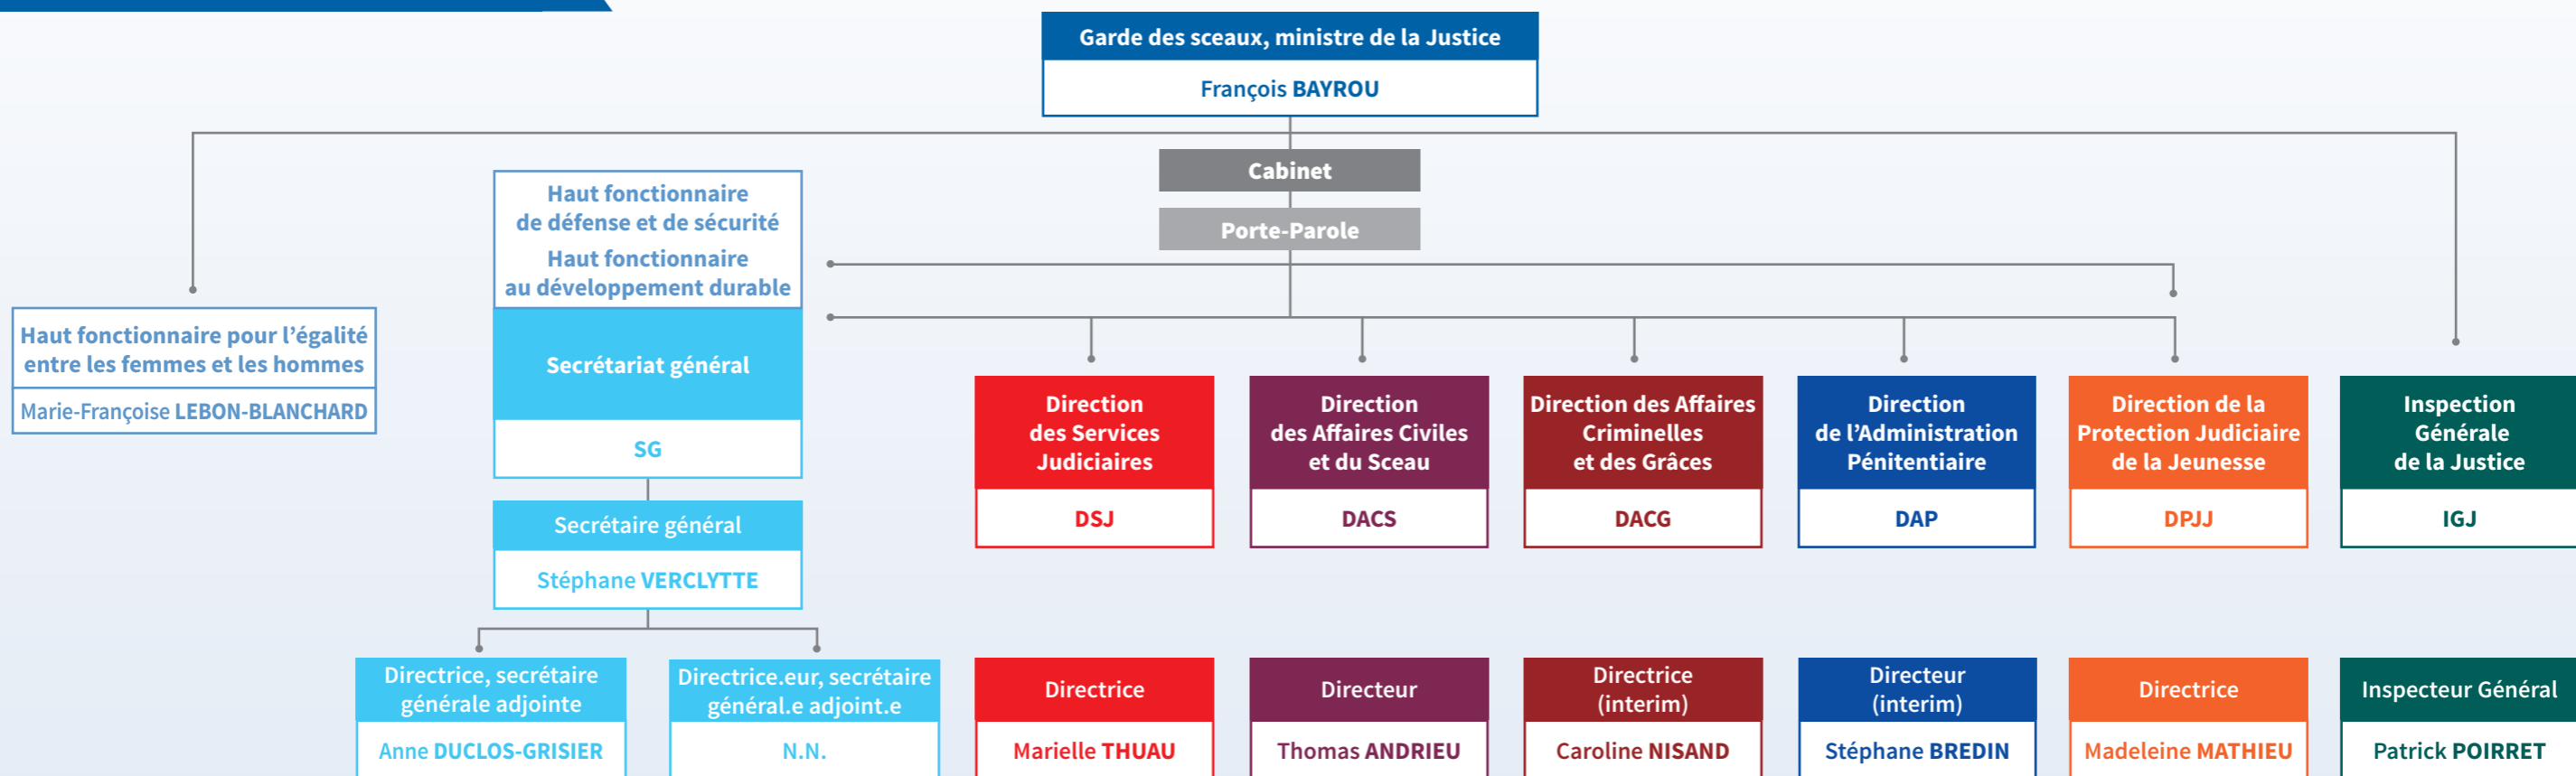 Garde des sceaux, ministre de la Justice
François BAYROU
Cabinet
Porte-Parole
Haut fonctionnaire
de défense et de sécurité
Haut fonctionnaire
au développement durable
Secrétariat général
SG
Secrétaire général
Stéphane VERCLYTTE
Haut fonctionnaire pour l’égalité
entre les femmes et les hommes
Marie-Françoise LEBON-BLANCHARD
Directrice, secrétaire
générale adjointe
Anne DUCLOS-GRISIER
Directrice.eur, secrétaire
général.e adjoint.e
N.N.
Direction
des Services
Judiciaires
DSJ
Directrice
Marielle THUAU
Direction
des Affaires Civiles
et du Sceau
DACS
Directeur
Thomas ANDRIEU
Direction des Affaires
Criminelles
et des Grâces
DACG
Directrice
(interim)
Caroline NISAND
Direction
de l’Administration
Pénitentiaire
DAP
Directeur
(interim)
Stéphane BREDIN
Direction de la
Protection Judiciaire
de la Jeunesse
DPJJ
Directrice
Madeleine MATHIEU
Inspection
Générale
de la Justice
IGJ
Inspecteur Général
Patrick POIRRET